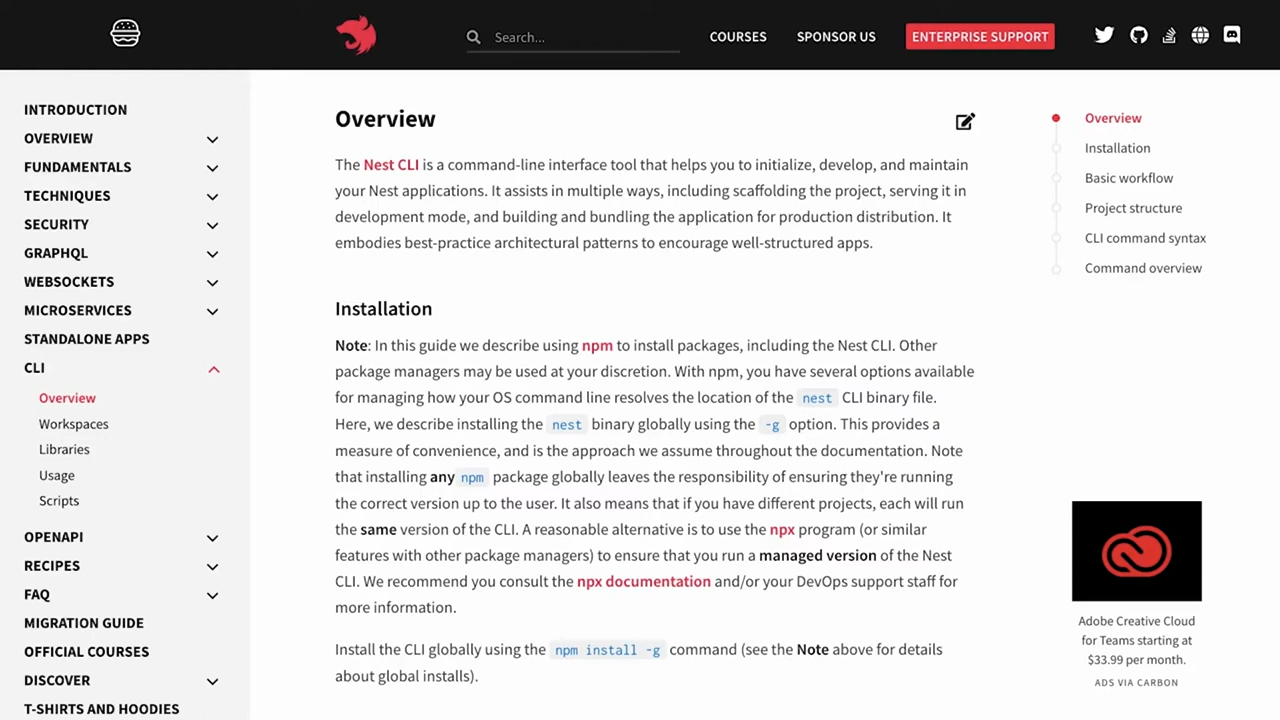 Search...
COURSES
SPONSOR US
ENTERPRISE SUPPORT
INTRODUCTION
OVERVIEW
FUNDAMENTALS
TECHNIQUES
SECURITY
GRAPHQL
WEBSOCKETS
MICROSERVICES
STANDALONE APPS
CLI
Overview
Workspaces
Libraries
Usage
Scripts
OPENAPI
RECIPES
FAQ
MIGRATION GUIDE
OFFICIAL COURSES
DISCOVER
T-SHIRTS AND HOODIES
Overview
The Nest CLI is a command-line interface tool that helps you to initialize, develop, and maintain
your Nest applications. It assists in multiple ways, including scaffolding the project, serving it in
development mode, and building and bundling the application for production distribution. It
embodies best-practice architectural patterns to encourage well-structured apps.
Installation
Note: In this guide we describe using npm to install packages, including the Nest CLI. Other
package managers may be used at your discretion. With npm, you have several options available
for managing how your OS command line resolves the location of the nest CLI binary file.
Here, we describe installing the nest binary globally using the -g option. This provides a
measure of convenience, and is the approach we assume throughout the documentation. Note
that installing any npm package globally leaves the responsibility of ensuring they're running
the correct version up to the user. It also means that if you have different projects, each will run
the same version of the CLI. A reasonable alternative is to use the npx program (or similar
features with other package managers) to ensure that you run a managed version of the Nest
CLI. We recommend you consult the npx documentation and/or your DevOps support staff for
more information.
Install the CLI globally using the npm install -g command (see the Note above for details
about global installs).
Overview
Installation
Basic workflow
Project structure
CLI command syntax
Command overview
Adobe Creative Cloud
for Teams starting at
$33.99 per month.
ADS VIA CARBON